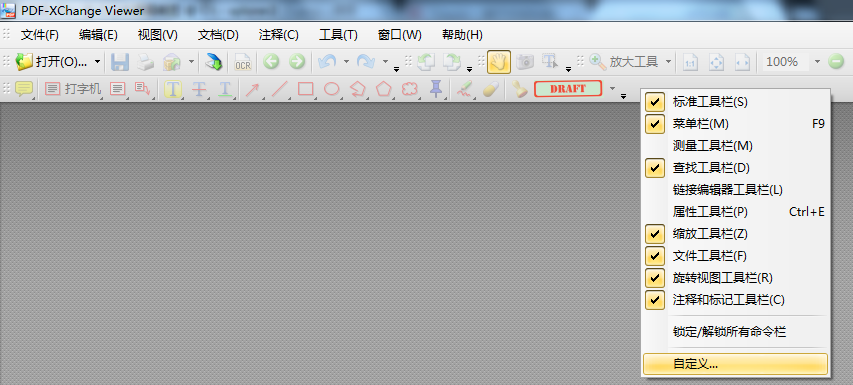 PDF-XChange Viewer
文件(F) 编辑(E) 视图(V) 文档(D) 注释(C) 工具(T) 窗口(W) 帮助(H)
打开(O)... OCR 放大工具 1:1 100%
打字机 T T T DRAFT
标准工具栏(S)
菜单栏(M) F9
测量工具栏(M)
查找工具栏(D)
链接编辑器工具栏(L)
属性工具栏(P) Ctrl+E
缩放工具栏(Z)
文件工具栏(F)
旋转视图工具栏(R)
注释和标记工具栏(C)
锁定/解锁所有命令栏
自定义...